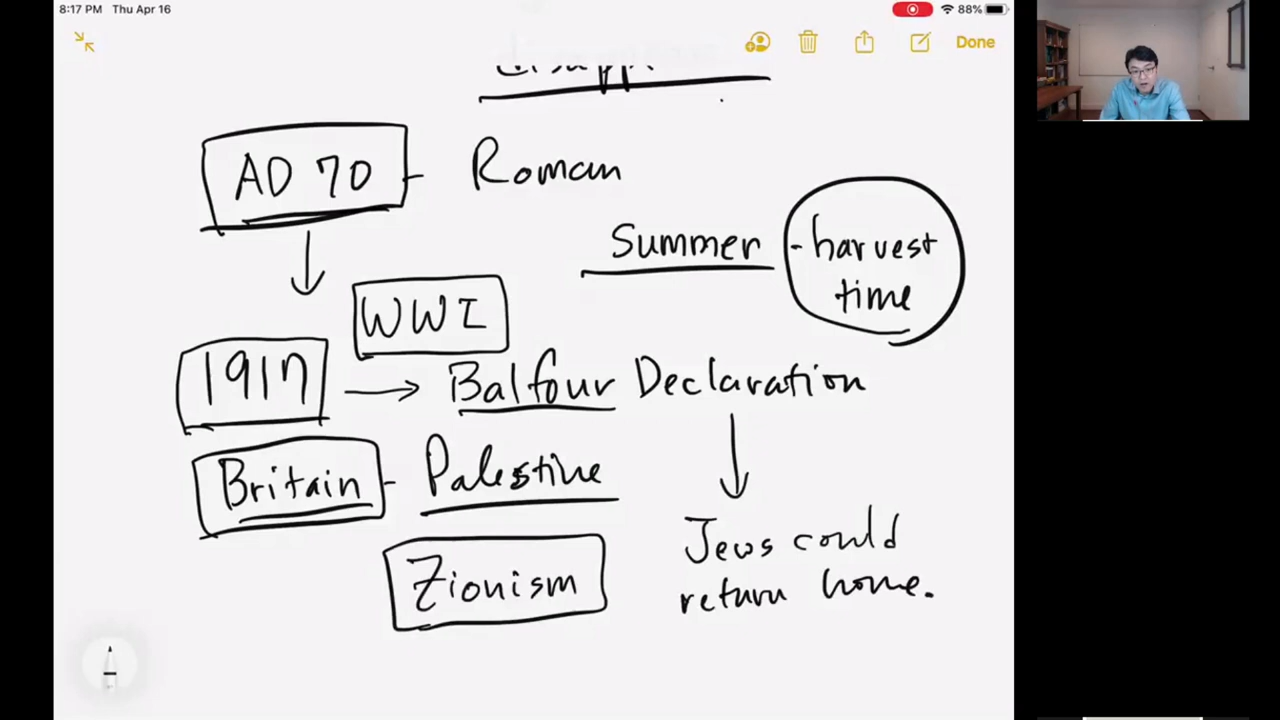 8:17 PM Thu Apr 16
88%
Done
AD 70 - Roman
Summer - harvest
time
WWI
1917 → Balfour Declaration
Britain - Palestine
Jews could
return home.
Zionism